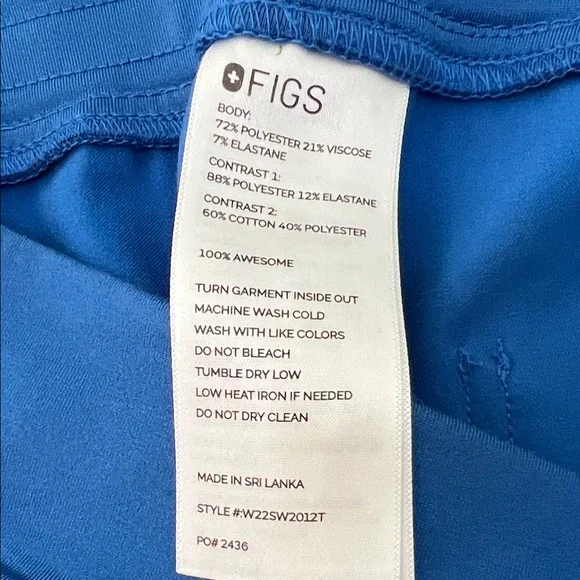 FIGS
BODY:
72% POLYESTER 21% VISCOSE
7% ELASTANE
CONTRAST 1:
88% POLYESTER 12% ELASTANE
CONTRAST 2:
60% COTTON 40% POLYESTER
100% AWESOME
TURN GARMENT INSIDE OUT
MACHINE WASH COLD
WASH WITH LIKE COLORS
DO NOT BLEACH
TUMBLE DRY LOW
LOW HEAT IRON IF NEEDED
DO NOT DRY CLEAN
MADE IN SRI LANKA
STYLE #:W22SW2012T
PO# 2436